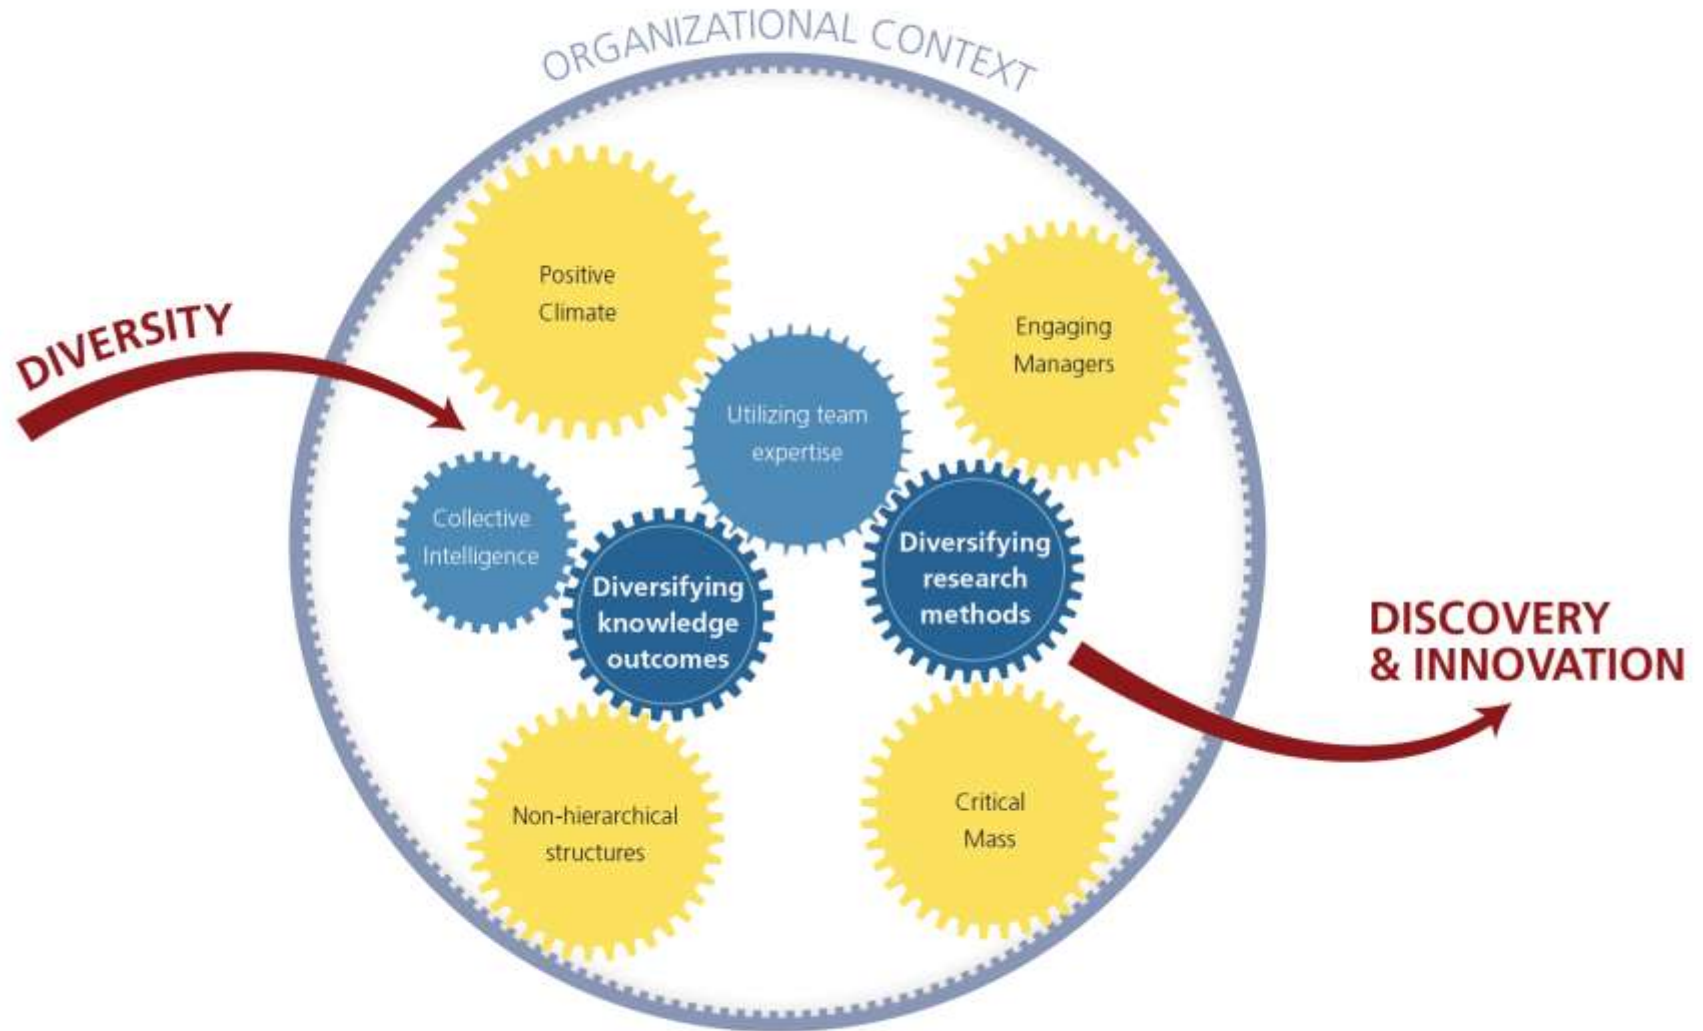 ORGANIZATIONAL CONTEXT
Positive
Climate
DIVERSITY
Engaging
Managers
Utilizing team
expertise
Collective
Intelligence
Diversifying
knowledge
outcomes
Diversifying
research
methods
DISCOVERY
& INNOVATION
Non-hierarchical
structures
Critical
Mass